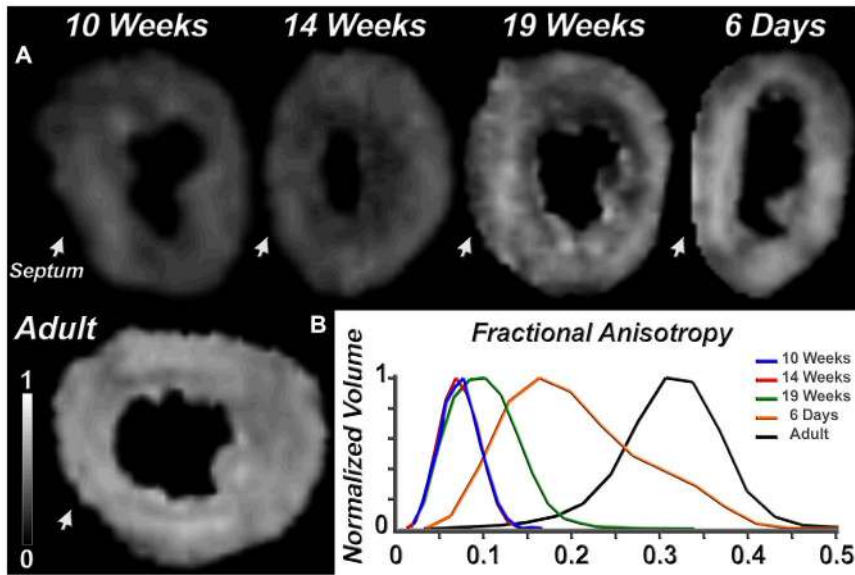 10 Weeks
14 Weeks
19 Weeks
6 Days
A
Septum
Adult
1
0
B
Fractional Anisotropy
Normalized Volume
1
0
10 Weeks
14 Weeks
19 Weeks
6 Days
Adult
0 0.1 0.2 0.3 0.4 0.5